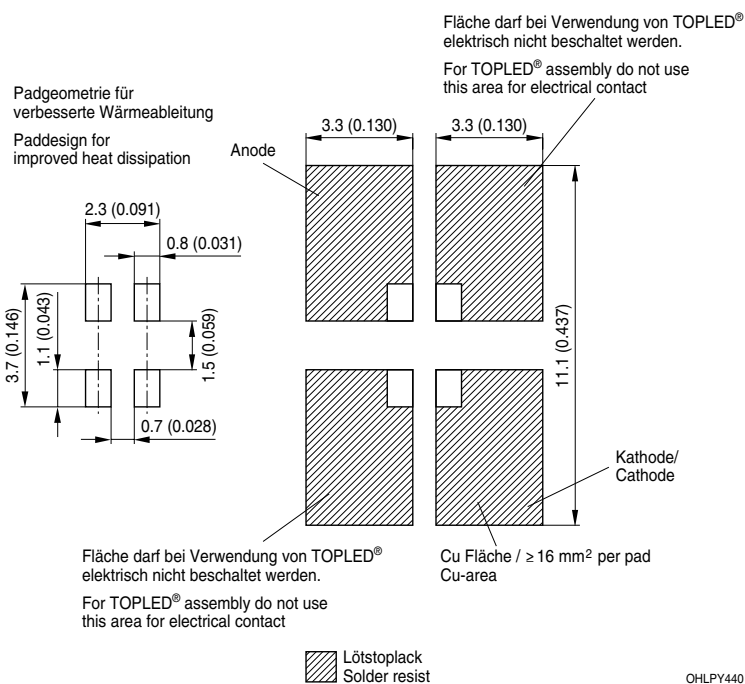 Fläche darf bei Verwendung von TOPLED®
elektrisch nicht beschaltet werden.
For TOPLED® assembly do not use
this area for electrical contact
Padgeometrie für
verbesserte Wärmeableitung
Paddesign for
improved heat dissipation
Anode
3.3 (0.130)
3.3 (0.130)
2.3 (0.091)
0.8 (0.031)
3.7 (0.146)
1.1 (0.043)
1.5 (0.059)
0.7 (0.028)
11.1 (0.437)
Kathode/
Cathode
Fläche darf bei Verwendung von TOPLED®
elektrisch nicht beschaltet werden.
For TOPLED® assembly do not use
this area for electrical contact
Cu Fläche / ≥ 16 mm² per pad
Cu-area
Lötstoplack
Solder resist
OHLPY440